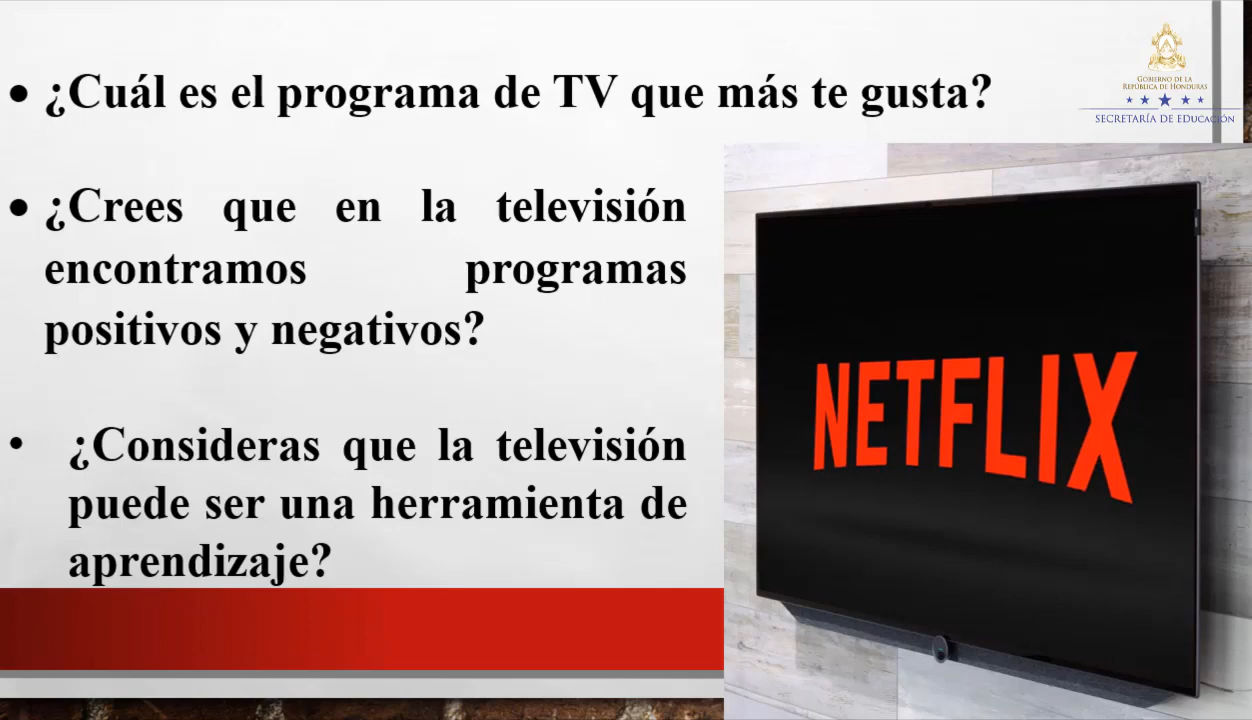 • ¿Cuál es el programa de TV que más te gusta?
GOBIERNO DE LA
REPÚBLICA DE HONDURAS
SECRETARÍA DE EDUCACIÓN
• ¿Crees que en la televisión
encontramos programas
positivos y negativos?
• ¿Consideras que la televisión
puede ser una herramienta de
aprendizaje?
NETFLIX